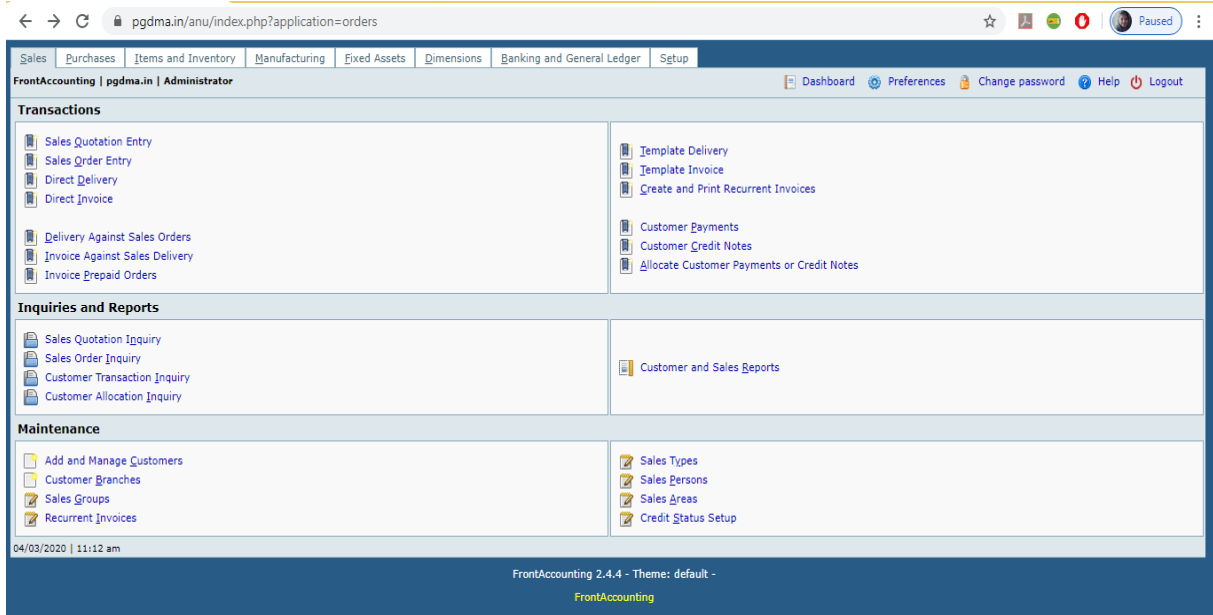 pgdma.in/anu/index.php?application=orders
Paused
Sales Purchases Items and Inventory Manufacturing Fixed Assets Dimensions Banking and General Ledger Setup
FrontAccounting | pgdma.in | Administrator
Dashboard Preferences Change password Help Logout
Transactions
Sales Quotation Entry
Sales Order Entry
Direct Delivery
Direct Invoice
Delivery Against Sales Orders
Invoice Against Sales Delivery
Invoice Prepaid Orders
Template Delivery
Template Invoice
Create and Print Recurrent Invoices
Customer Payments
Customer Credit Notes
Allocate Customer Payments or Credit Notes
Inquiries and Reports
Sales Quotation Inquiry
Sales Order Inquiry
Customer Transaction Inquiry
Customer Allocation Inquiry
Customer and Sales Reports
Maintenance
Add and Manage Customers
Customer Branches
Sales Groups
Recurrent Invoices
Sales Types
Sales Persons
Sales Areas
Credit Status Setup
04/03/2020 | 11:12 am
FrontAccounting 2.4.4 - Theme: default -
FrontAccounting